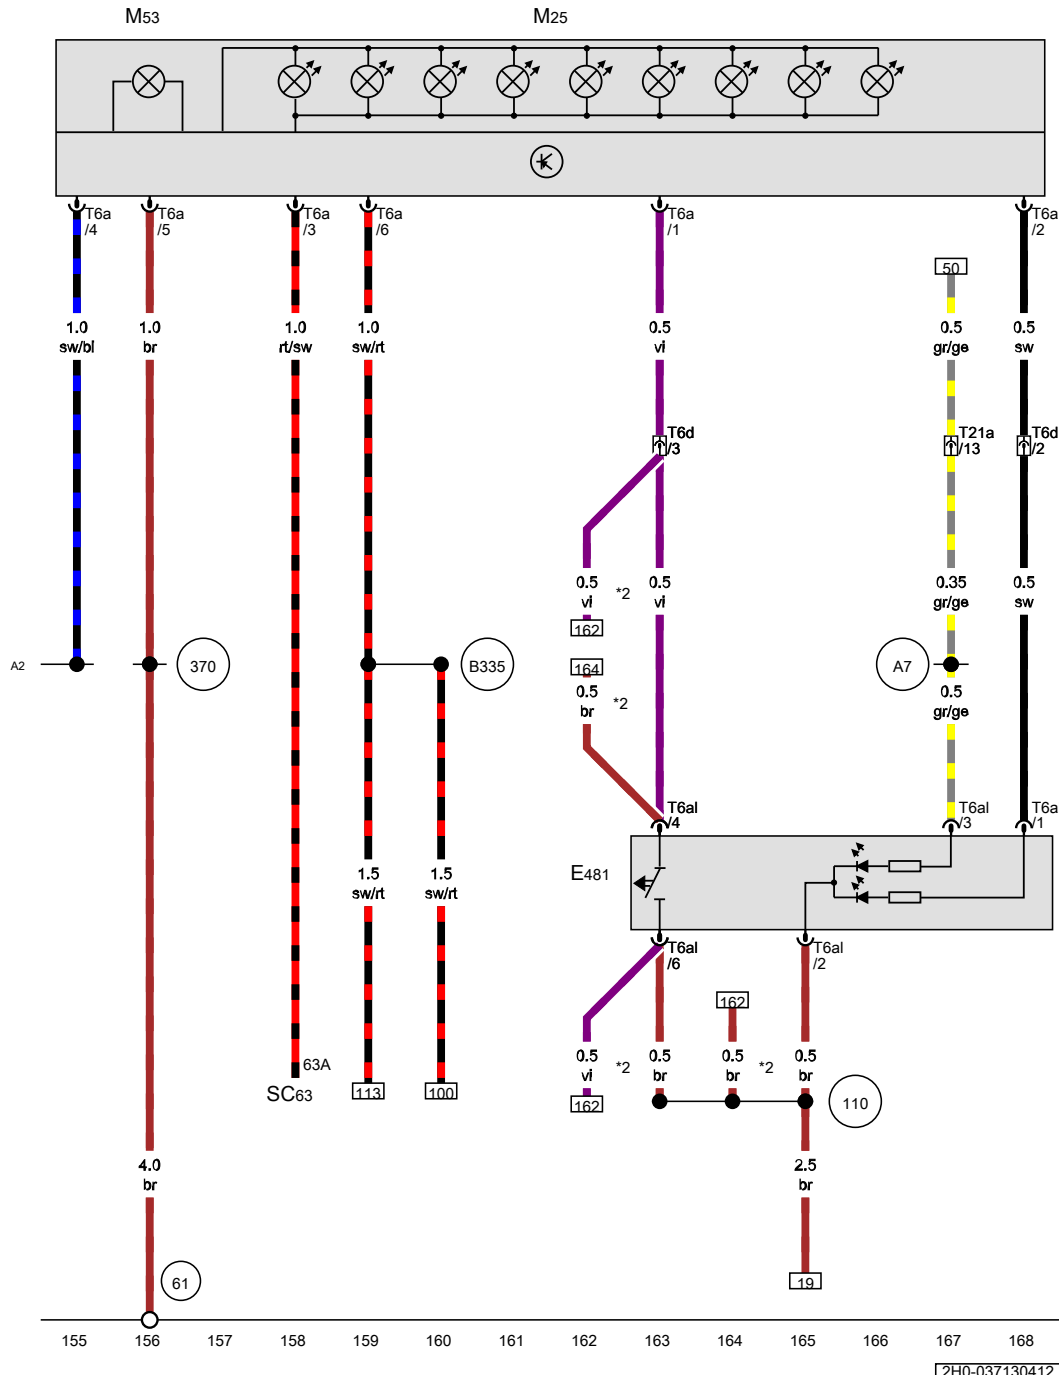 M53 M25
T6a /4
T6a /5
T6a /3
T6a /6
T6a /1
T6a /2
50
1.0 sw/bl
1.0 br
1.0 rt/sw
1.0 sw/rt
0.5 vi
0.5 gr/ge
0.5 sw
T6d /3
T21a /13
T6d /2
0.5 vi
*2
0.5 vi
0.35 gr/ge
0.5 sw
162
A2
370
B335
164
A7
0.5 br
*2
0.5 gr/ge
T6al /4
T6al /3
T6a /1
E481
1.5 sw/rt
1.5 sw/rt
T6al /6
T6al /2
162
0.5 vi
*2
0.5 br
0.5 br
*2
0.5 br
63A
SC63
113
100
162
110
4.0 br
2.5 br
61
19
155 156 157 158 159 160 161 162 163 164 165 166 167 168
2H0-037130412